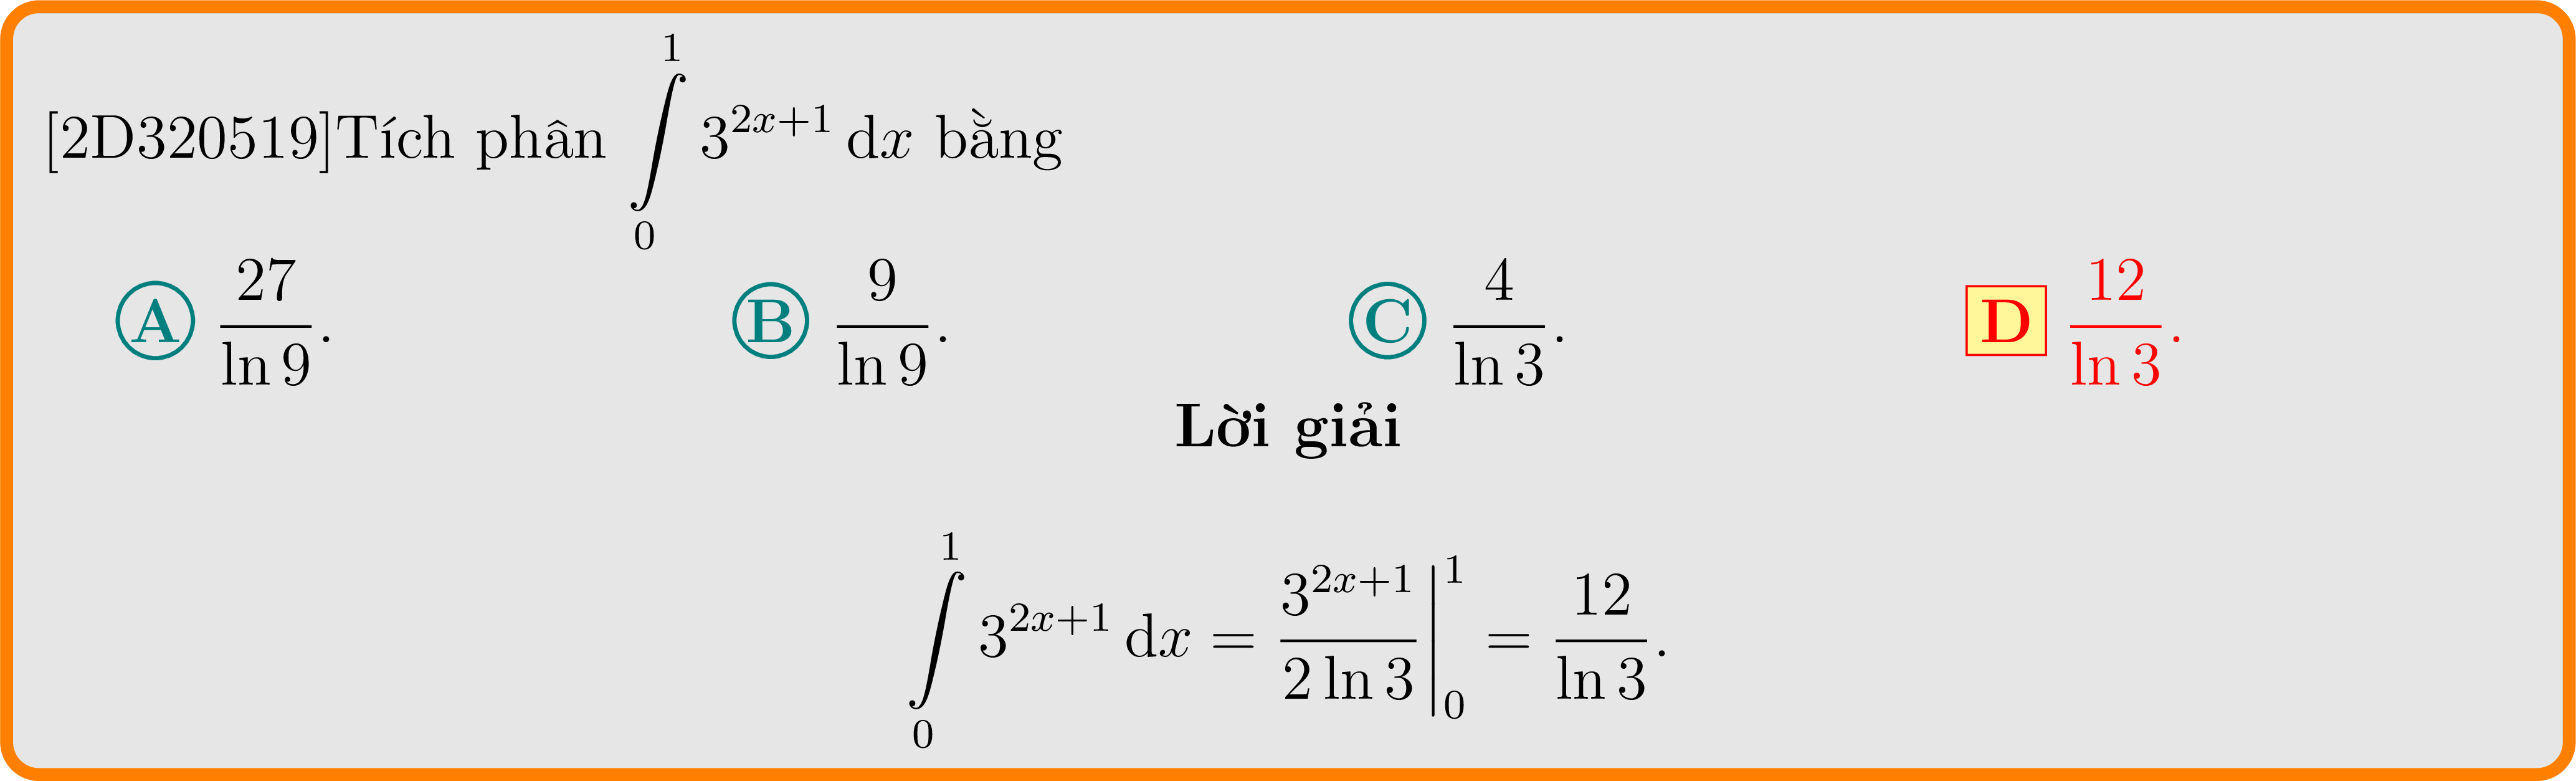 [2D320519]Tích phân $\int\limits_0^1 3^{2x+1}\,\mathrm{d}x$ bằng
A $\frac{27}{\ln 9}$. B $\frac{9}{\ln 9}$. C $\frac{4}{\ln 3}$. D $\frac{12}{\ln 3}$.
Lời giải
$\int\limits_0^1 3^{2x+1}\,\mathrm{d}x = \left.\frac{3^{2x+1}}{2\ln 3}\right|_0^1 = \frac{12}{\ln 3}$.